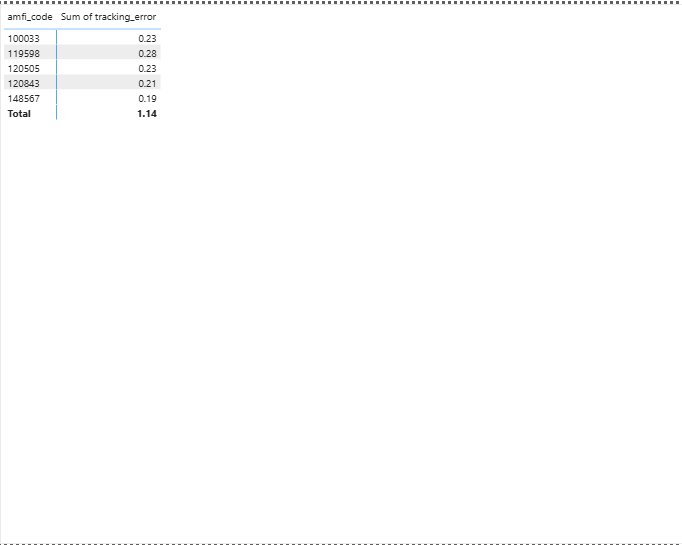 amfi_code Sum of tracking_error
100033 0.23
119598 0.28
120505 0.23
120843 0.21
148567 0.19
Total 1.14